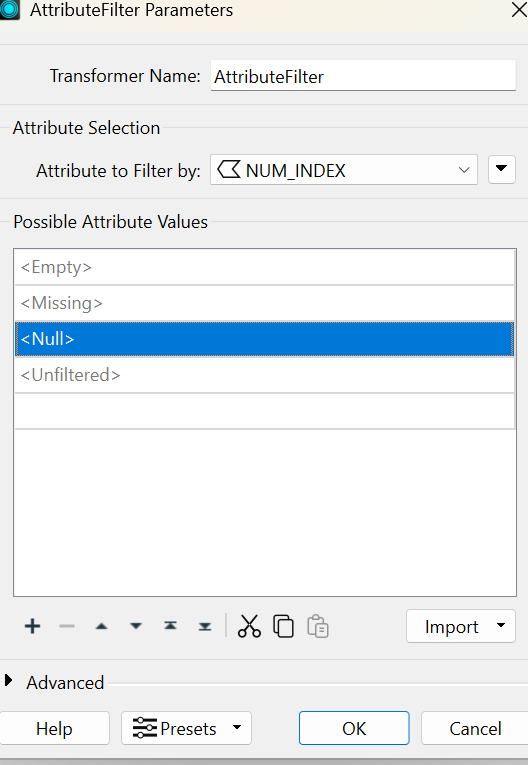 AttributeFilter Parameters
Transformer Name: AttributeFilter
Attribute Selection
Attribute to Filter by: NUM_INDEX
Possible Attribute Values
<Empty>
<Missing>
<Null>
<Unfiltered>
Import
Advanced
Help Presets OK Cancel